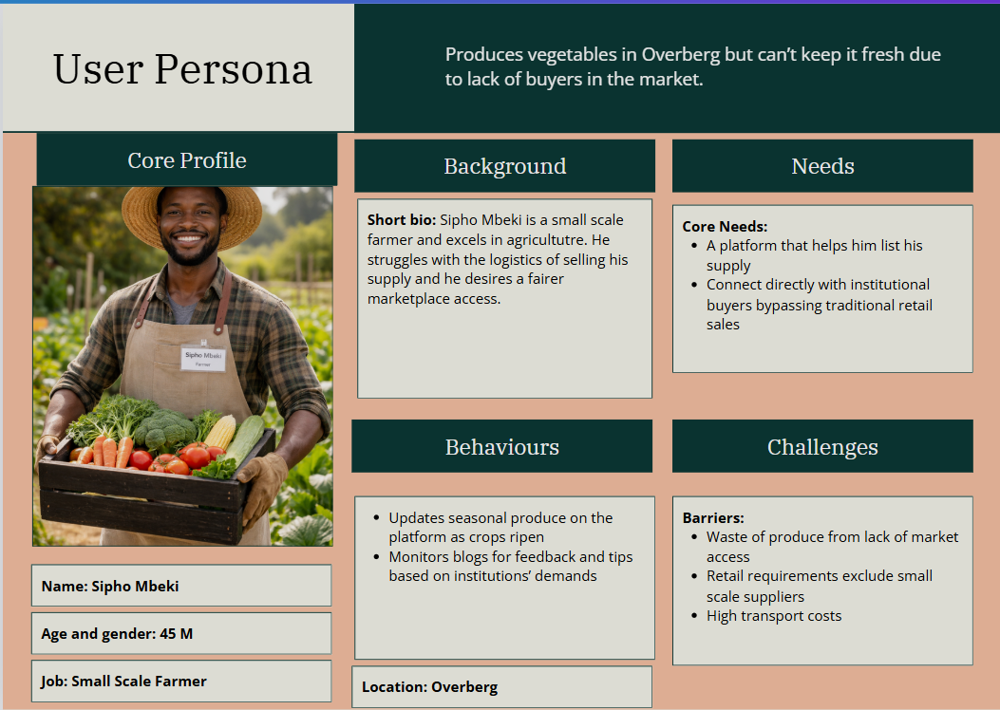 User Persona
Produces vegetables in Overberg but can’t keep it fresh due
to lack of buyers in the market.
Core Profile
Sipho Mbeki
Farmer
Name: Sipho Mbeki
Age and gender: 45 M
Job: Small Scale Farmer
Background
Short bio: Sipho Mbeki is a small scale
farmer and excels in agricultutre. He
struggles with the logistics of selling his
supply and he desires a fairer
marketplace access.
Needs
Core Needs:
• A platform that helps him list his
supply
• Connect directly with institutional
buyers bypassing traditional retail
sales
Behaviours
• Updates seasonal produce on the
platform as crops ripen
• Monitors blogs for feedback and tips
based on institutions’ demands
Location: Overberg
Challenges
Barriers:
• Waste of produce from lack of market
access
• Retail requirements exclude small
scale suppliers
• High transport costs